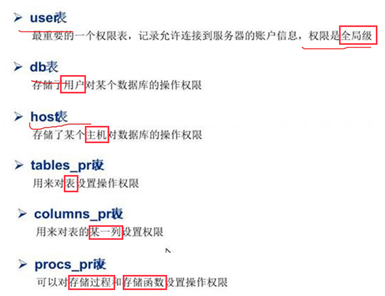 user表
最重要的一个权限表，记录允许连接到服务器的账户信息，权限是全局级
db表
存储了用户对某个数据库的操作权限
host表
存储了某个主机对数据库的操作权限
tables_priv表
用来对表设置操作权限
columns_priv表
用来对表的某一列设置权限
procs_priv表
可以对存储过程和存储函数设置操作权限